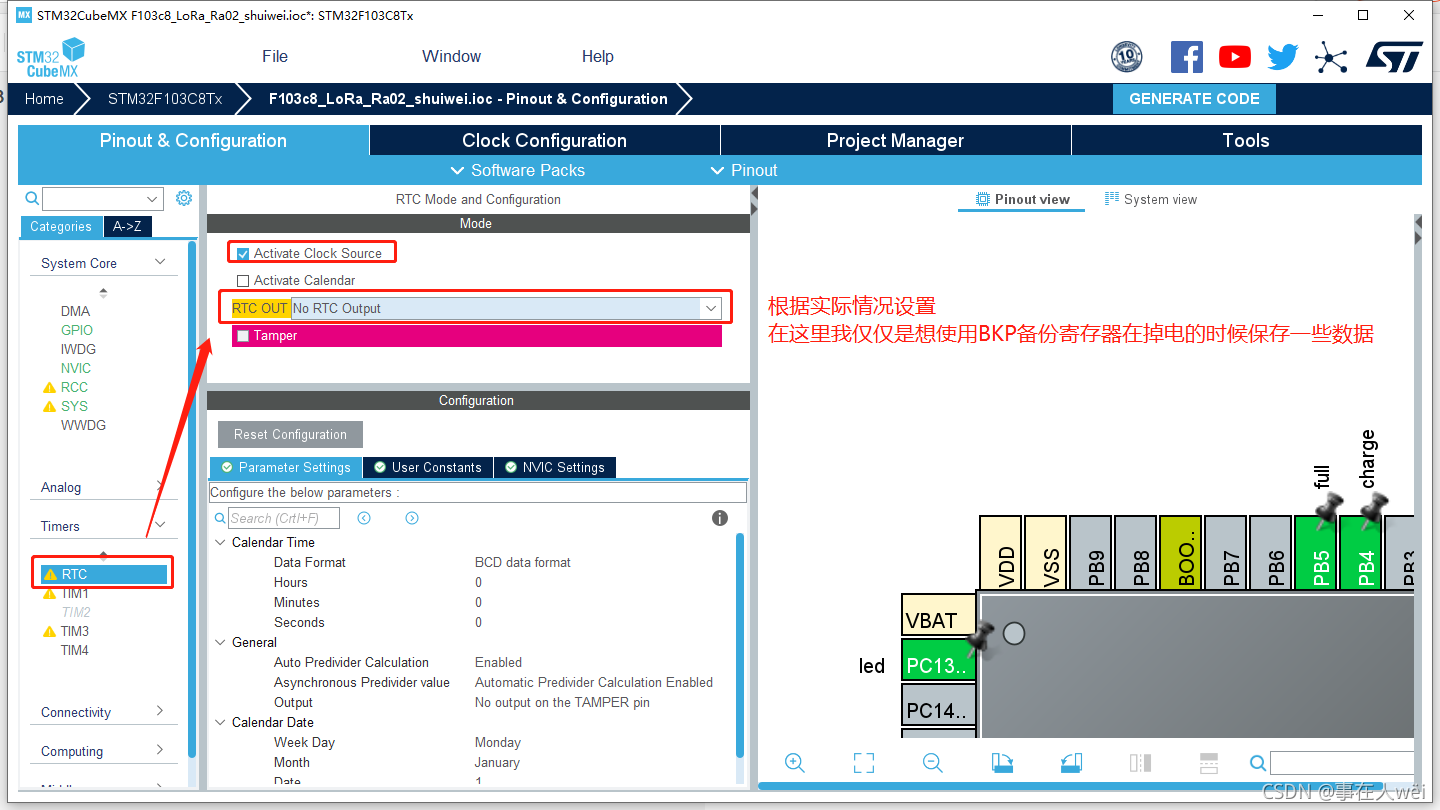 MX STM32CubeMX F103c8_LoRa_Ra02_shuiwei.ioc*: STM32F103C8Tx
STM32
CubeMX
File
Window
Help
10
Home
STM32F103C8Tx
F103c8_LoRa_Ra02_shuiwei.ioc - Pinout & Configuration
GENERATE CODE
Pinout & Configuration
Clock Configuration
Project Manager
Tools
Software Packs
Pinout
Categories
A->Z
System Core
DMA
GPIO
IWDG
NVIC
RCC
SYS
WWDG
Analog
Timers
RTC
TIM1
TIM2
TIM3
TIM4
Connectivity
Computing
RTC Mode and Configuration
Mode
Activate Clock Source
Activate Calendar
RTC OUT No RTC Output
Tamper
Configuration
Reset Configuration
Parameter Settings
User Constants
NVIC Settings
Configure the below parameters :
Search (Crtl+F)
Calendar Time
Data Format BCD data format
Hours 0
Minutes 0
Seconds 0
General
Auto Predivider Calculation Enabled
Asynchronous Predivider value Automatic Predivider Calculation Enabled
Output No output on the TAMPER pin
Calendar Date
Week Day Monday
Month January
Date 1
Pinout view
System view
根据实际情况设置
在这里我仅仅是想使用BKP备份寄存器在掉电的时候保存一些数据
full
charge
VDD
VSS
PB9
PB8
BOO..
PB7
PB6
PB5
PB4
PB3
VBAT
led
PC13..
PC14..
CSDN @事在人wēi